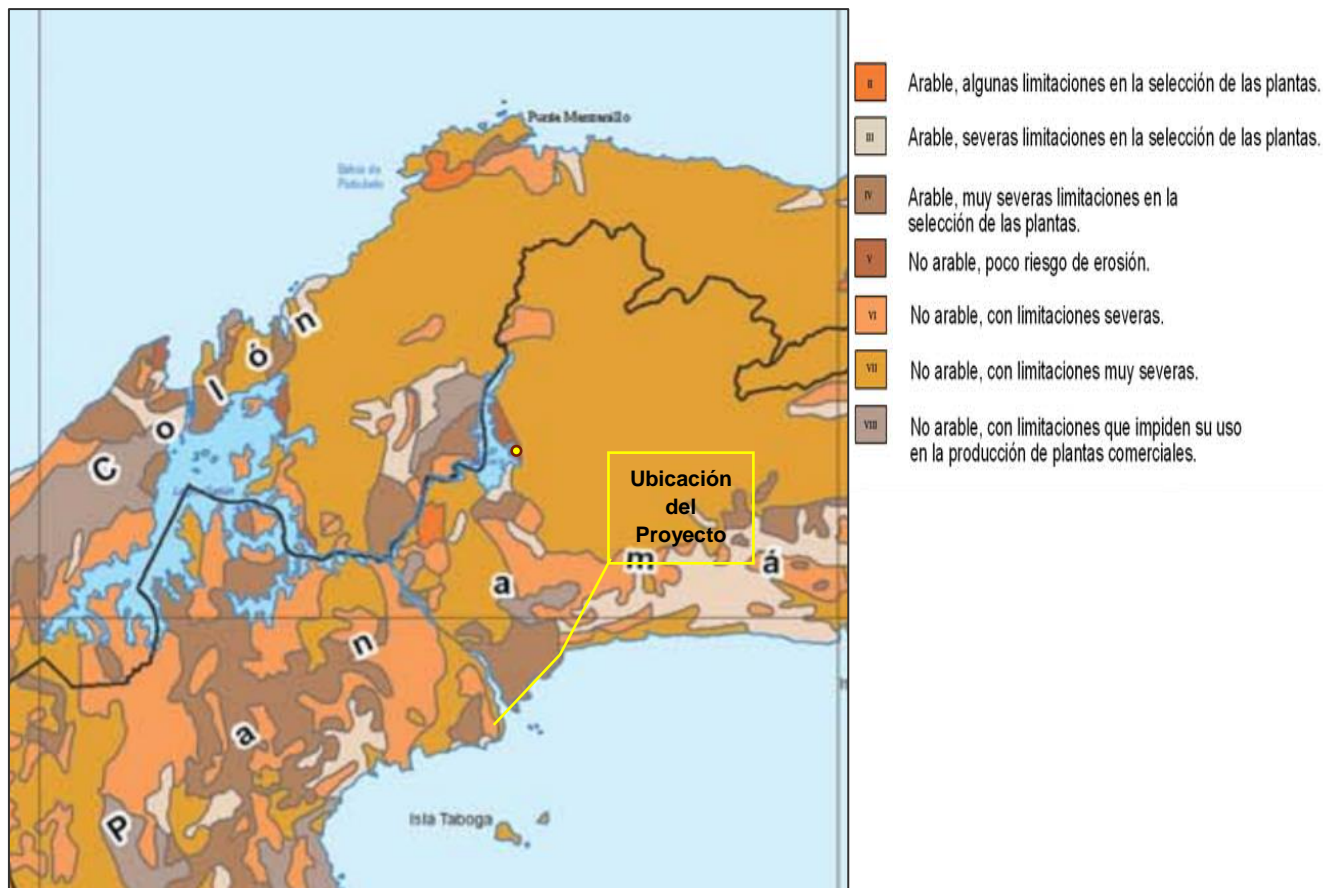 Punta Manzanillo
Bahía de
Portobelo
Colón
Panamá
Isla Taboga
Ubicación
del
Proyecto
II
Arable, algunas limitaciones en la selección de las plantas.
III
Arable, severas limitaciones en la selección de las plantas.
IV
Arable, muy severas limitaciones en la
selección de las plantas.
V
No arable, poco riesgo de erosión.
VI
No arable, con limitaciones severas.
VII
No arable, con limitaciones muy severas.
VIII
No arable, con limitaciones que impiden su uso
en la producción de plantas comerciales.